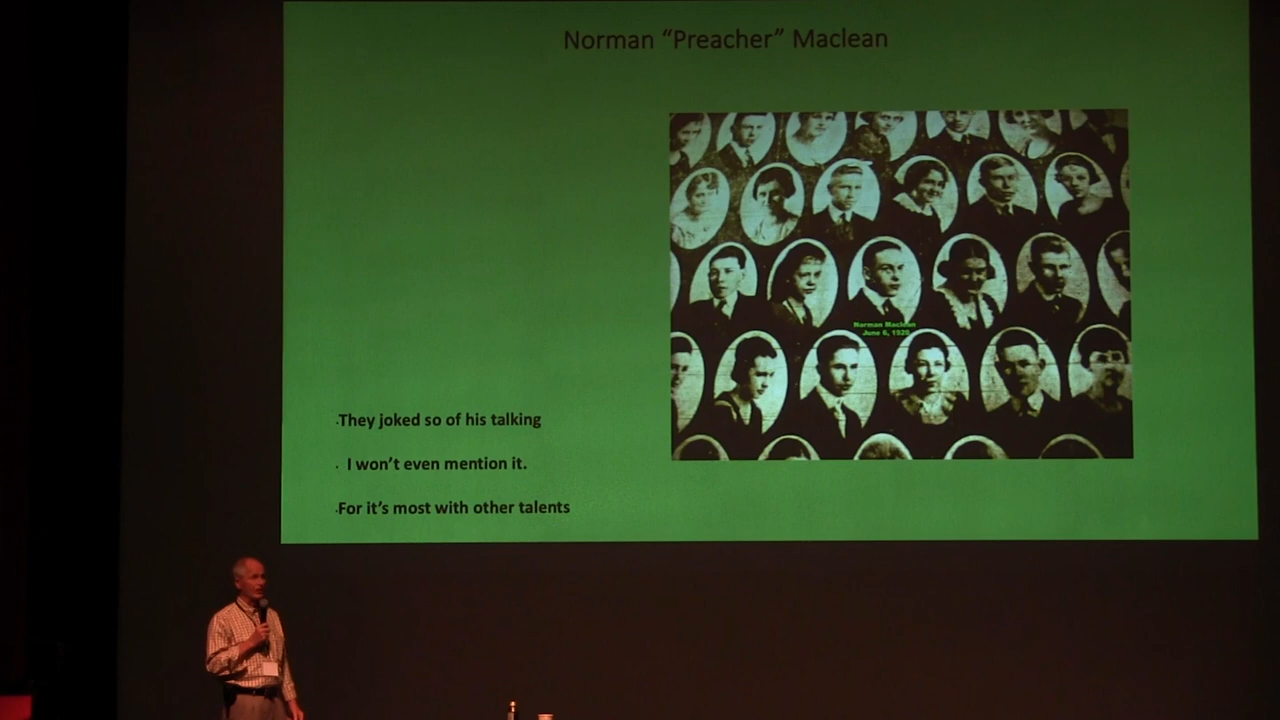 Norman “Preacher” Maclean
Norman Maclean
June 6, 1920
.They joked so of his talking
. I won’t even mention it.
.For it’s most with other talents